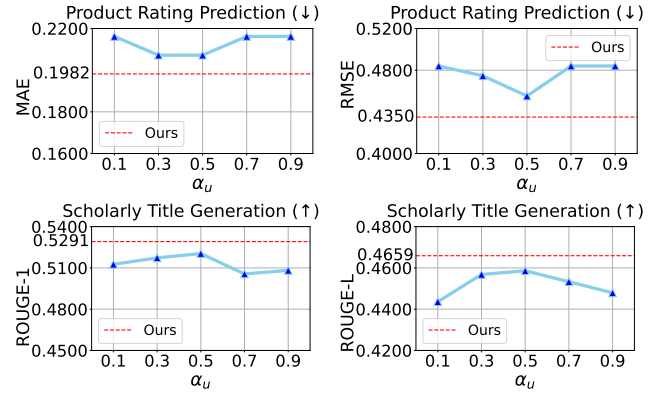 Product Rating Prediction (↓)
MAE
0.2200
0.1982
0.1800
0.1600
Ours
0.1 0.3 0.5 0.7 0.9
αu
Product Rating Prediction (↓)
RMSE
0.5200
0.4800
0.4350
0.4000
Ours
0.1 0.3 0.5 0.7 0.9
αu
Scholarly Title Generation (↑)
ROUGE-1
0.5400
0.5291
0.5100
0.4800
0.4500
Ours
0.1 0.3 0.5 0.7 0.9
αu
Scholarly Title Generation (↑)
ROUGE-L
0.4800
0.4659
0.4600
0.4400
0.4200
Ours
0.1 0.3 0.5 0.7 0.9
αu